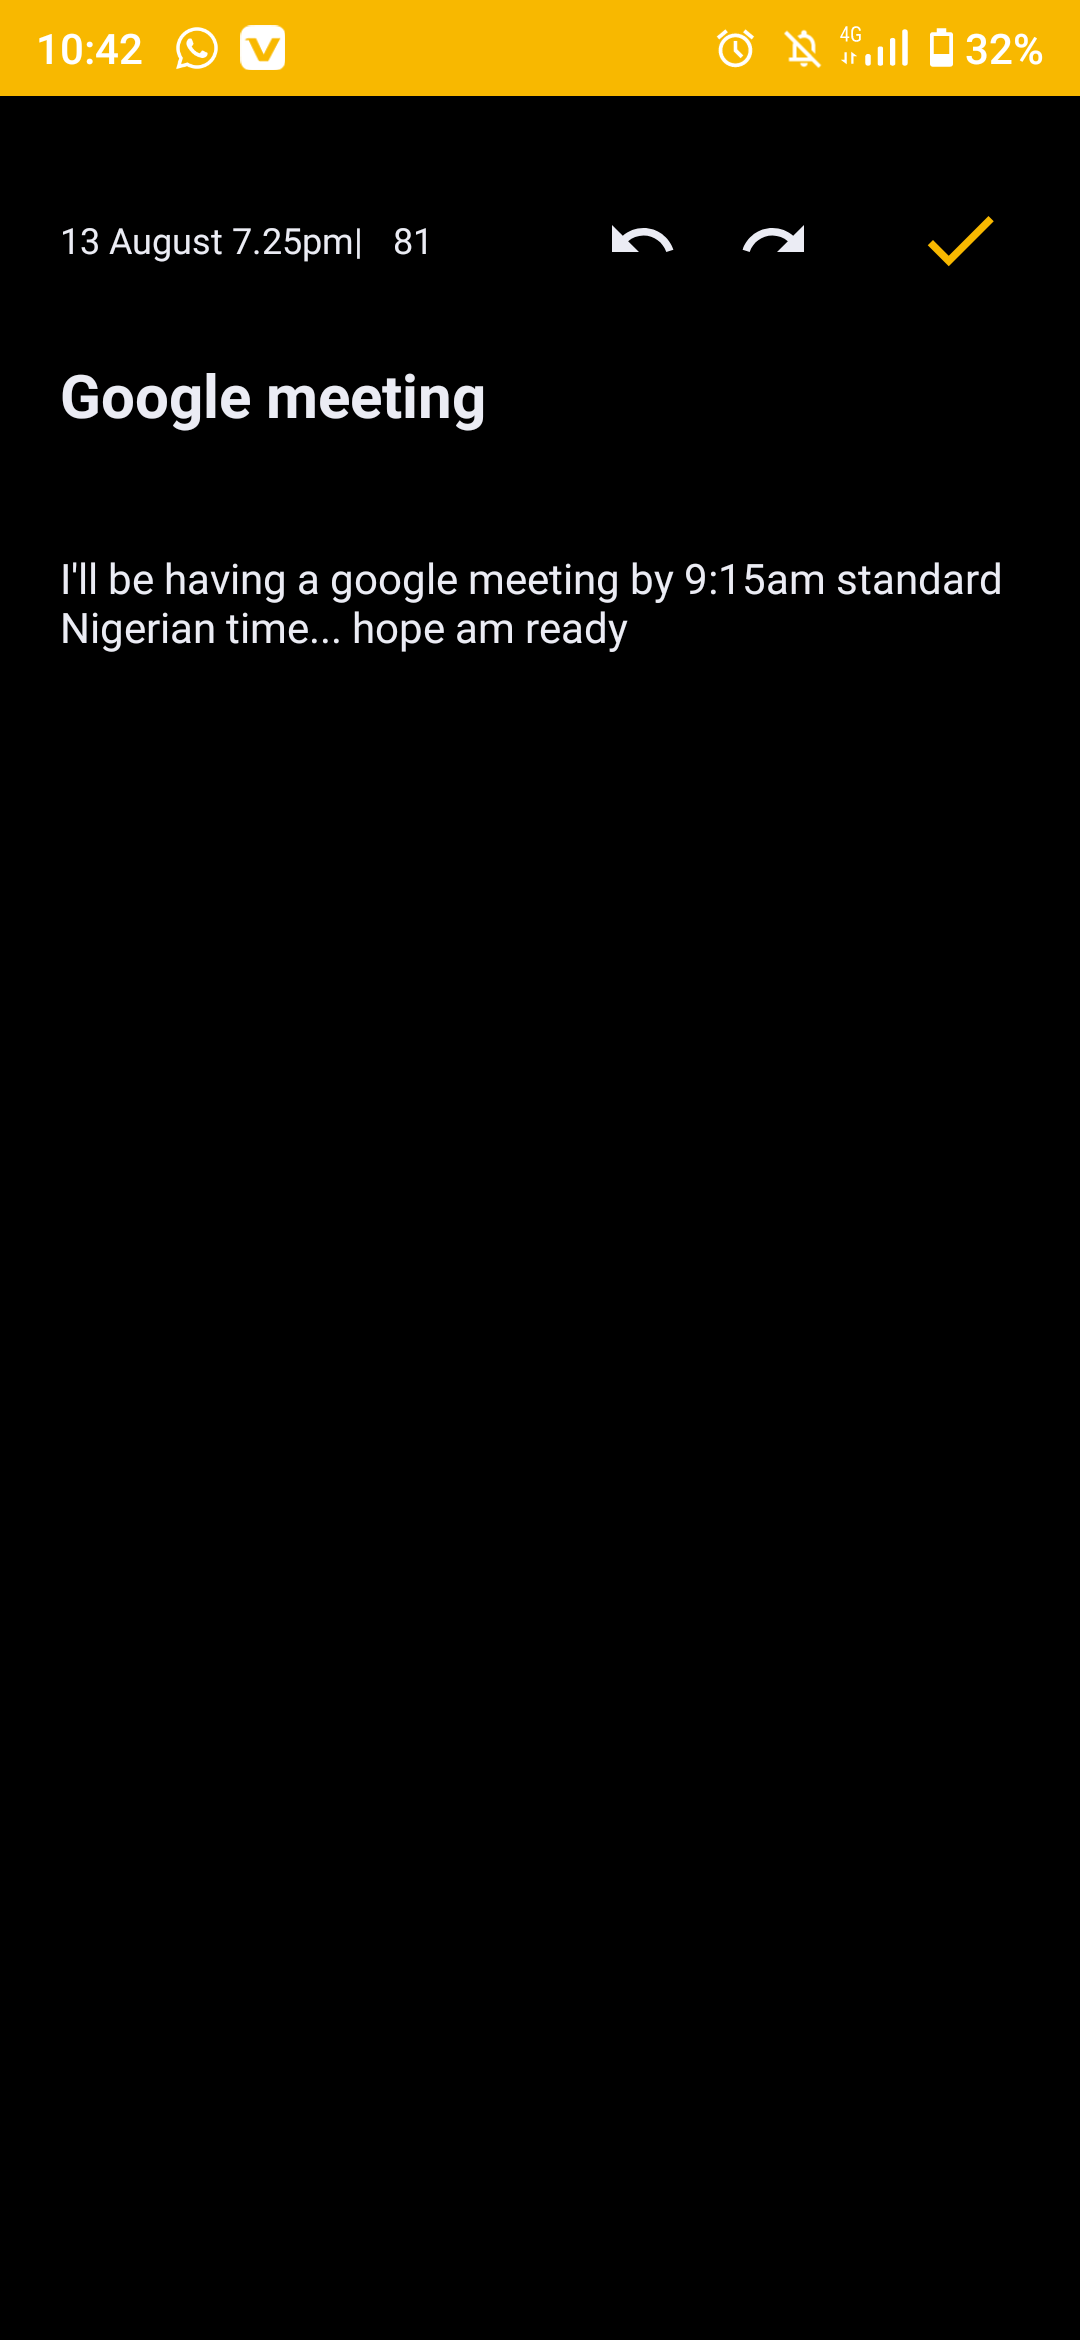 10:42 4G 32%
13 August 7.25pm| 81
Google meeting
I'll be having a google meeting by 9:15am standard
Nigerian time... hope am ready